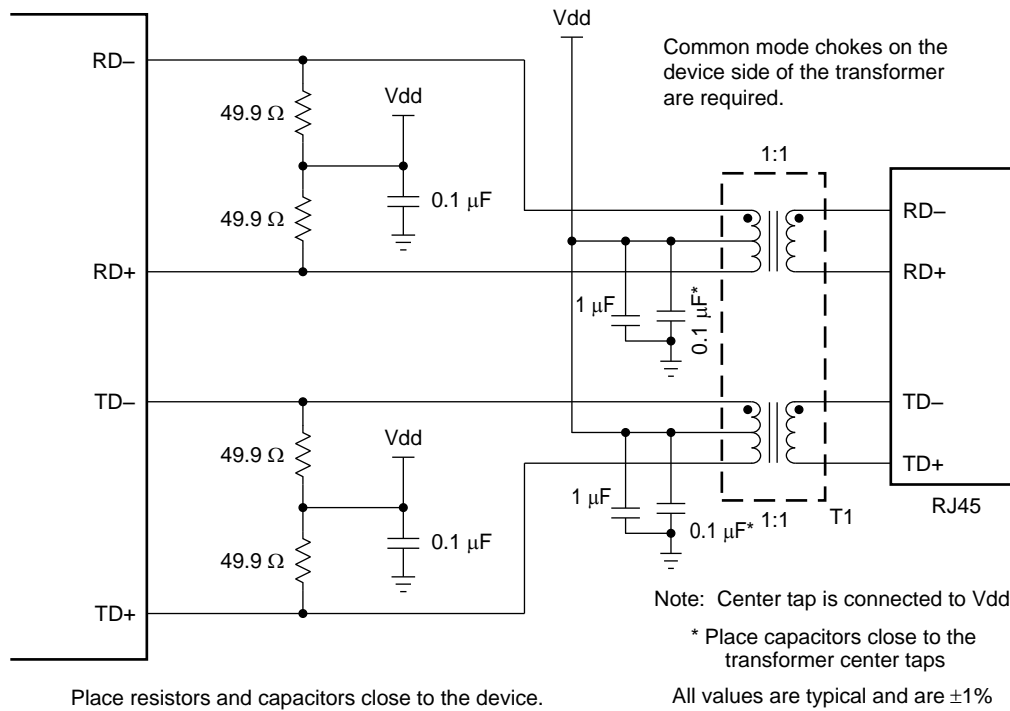 Vdd
Common mode chokes on the
device side of the transformer
are required.
RD–
49.9 Ω
Vdd
0.1 μF
49.9 Ω
RD+
1:1
RD–
RD+
1 μF
0.1 μF*
TD–
49.9 Ω
Vdd
0.1 μF
49.9 Ω
TD+
1 μF
0.1 μF*
1:1
T1
TD–
TD+
RJ45
Note: Center tap is connected to Vdd
* Place capacitors close to the
transformer center taps
Place resistors and capacitors close to the device.
All values are typical and are ±1%